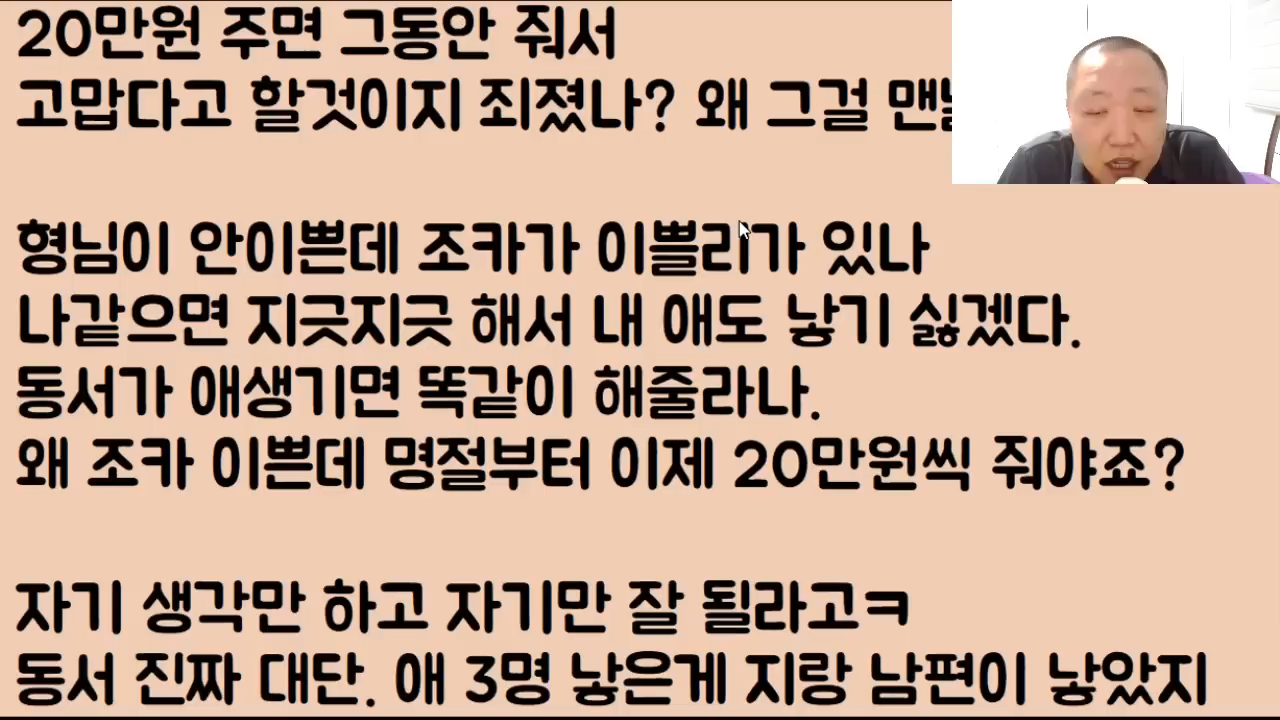 20만원 주면 그동안 줘서
고맙다고 할것이지 죄졌나? 왜 그걸
형님이 안이쁜데 조카가 이쁠리가 있나
나같으면 지긋지긋 해서 내 애도 낳기 싫겠다.
동서가 애생기면 똑같이 해줄라나.
왜 조카 이쁜데 명절부터 이제 20만원씩 줘야죠?
자기 생각만 하고 자기만 잘 될라고ㅋ
동서 진짜 대단. 애 3명 낳은게 지랑 남편이 낳았지